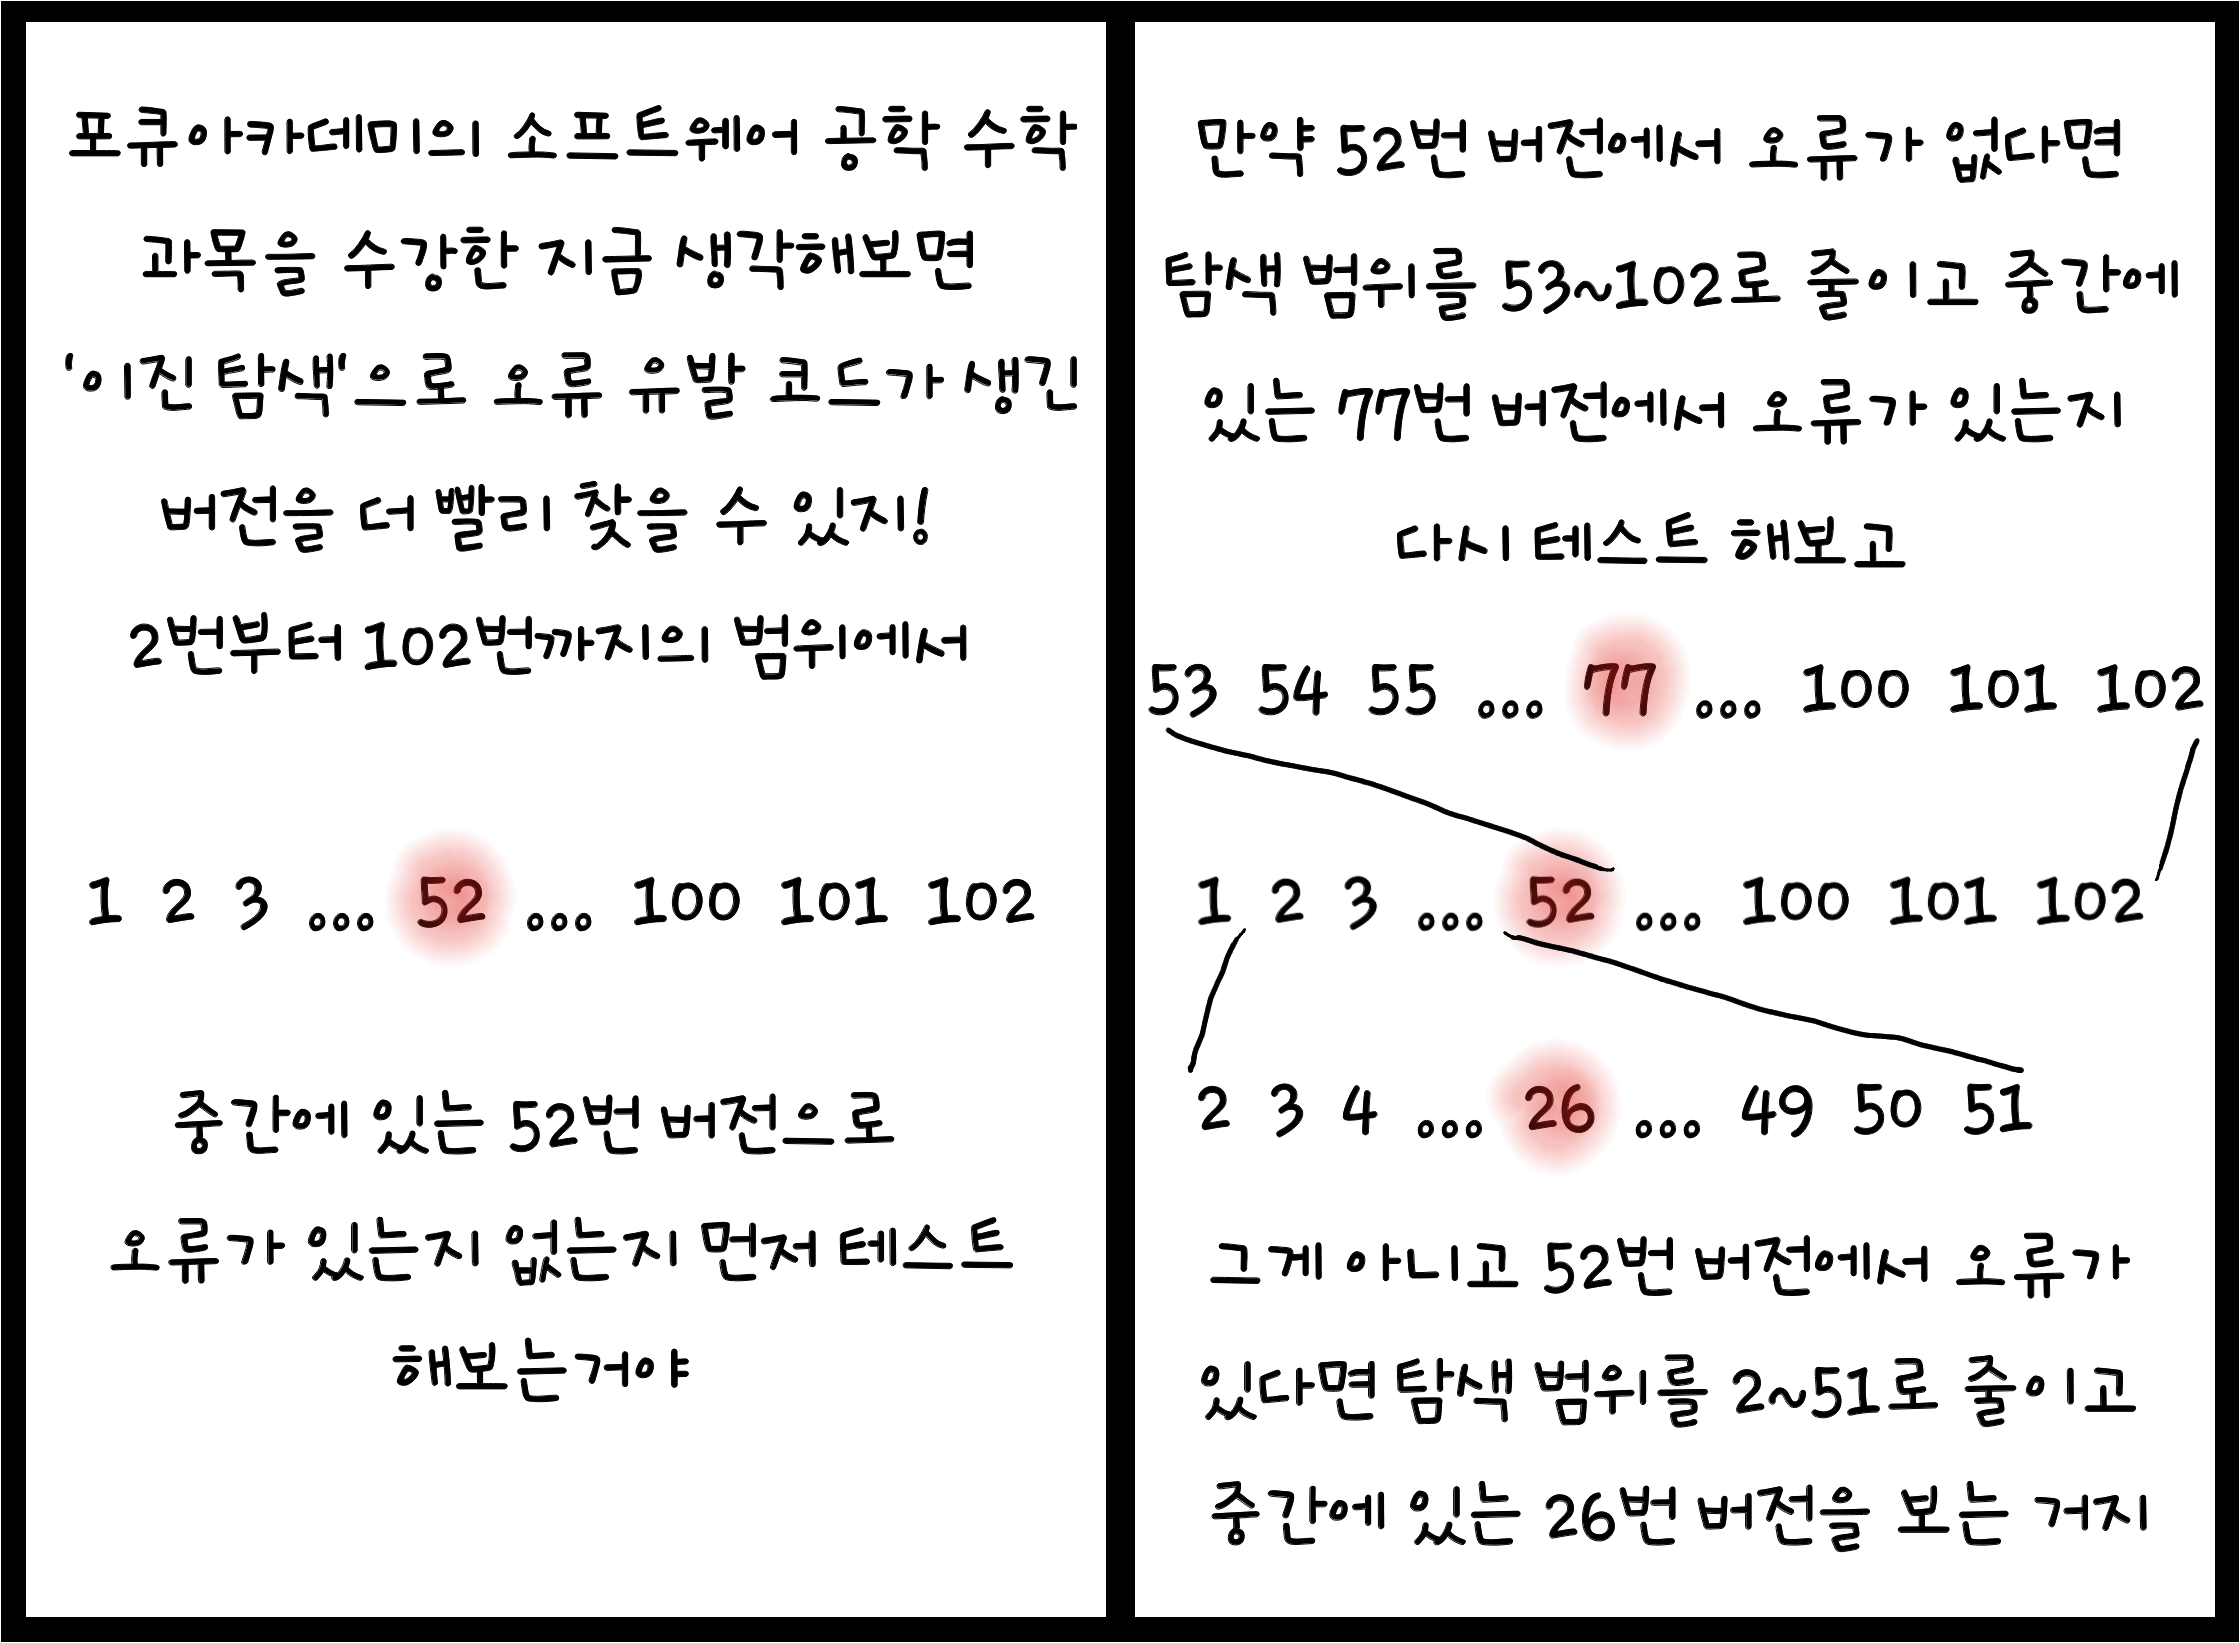 포큐아카데미의 소프트웨어 공학 수학
과목을 수강한 지금 생각해보면
'이진 탐색'으로 오류 유발 코드가 생긴
버전을 더 빨리 찾을 수 있지!
2번부터 102번까지의 범위에서
1 2 3 ... 52 ... 100 101 102
중간에 있는 52번 버전으로
오류가 있는지 없는지 먼저 테스트
해보는거야
만약 52번 버전에서 오류가 없다면
탐색 범위를 53~102로 줄이고 중간에
있는 77번 버전에서 오류가 있는지
다시 테스트 해보고
53 54 55 ... 77 ... 100 101 102
1 2 3 ... 52 ... 100 101 102
2 3 4 ... 26 ... 49 50 51
그게 아니고 52번 버전에서 오류가
있다면 탐색 범위를 2~51로 줄이고
중간에 있는 26번 버전을 보는 거지